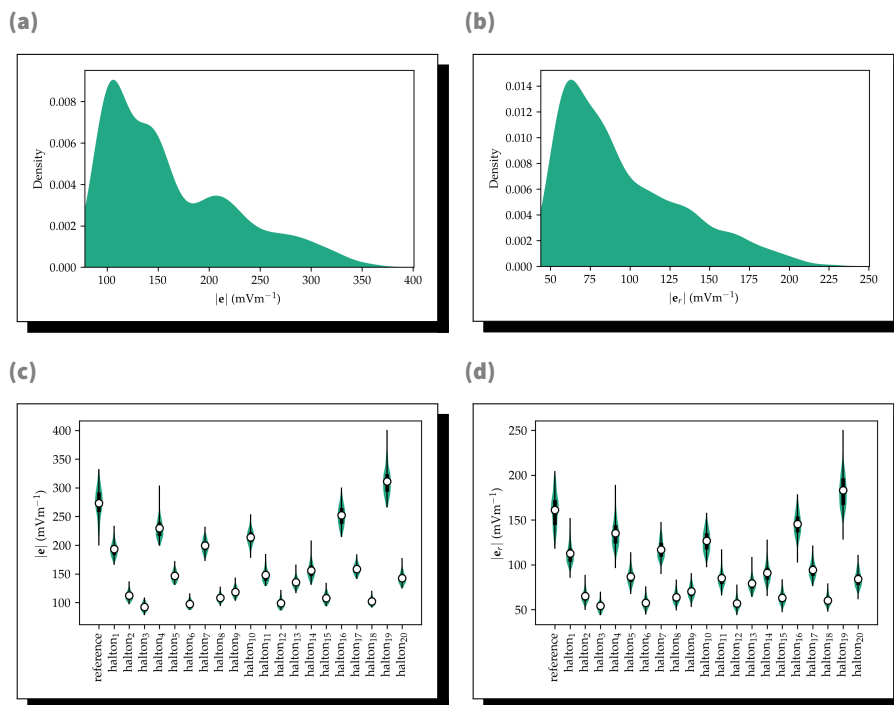 (a)
(b)
Density
0.008
0.006
0.004
0.002
0.000
100
150
200
250
300
350
400
|e| (mVm⁻¹)
Density
0.014
0.012
0.010
0.008
0.006
0.004
0.002
0.000
50
75
100
125
150
175
200
225
250
|eᵣ| (mVm⁻¹)
(c)
(d)
|e| (mVm⁻¹)
400
350
300
250
200
150
100
reference
halton₁
halton₂
halton₃
halton₄
halton₅
halton₆
halton₇
halton₈
halton₉
halton₁₀
halton₁₁
halton₁₂
halton₁₃
halton₁₄
halton₁₅
halton₁₆
halton₁₇
halton₁₈
halton₁₉
halton₂₀
|eᵣ| (mVm⁻¹)
250
200
150
100
50
reference
halton₁
halton₂
halton₃
halton₄
halton₅
halton₆
halton₇
halton₈
halton₉
halton₁₀
halton₁₁
halton₁₂
halton₁₃
halton₁₄
halton₁₅
halton₁₆
halton₁₇
halton₁₈
halton₁₉
halton₂₀